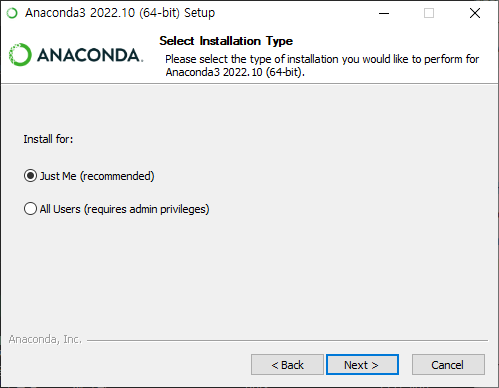 Anaconda3 2022.10 (64-bit) Setup
ANACONDA.
Select Installation Type
Please select the type of installation you would like to perform for
Anaconda3 2022.10 (64-bit).
Install for:
Just Me (recommended)
All Users (requires admin privileges)
Anaconda, Inc.
< Back
Next >
Cancel